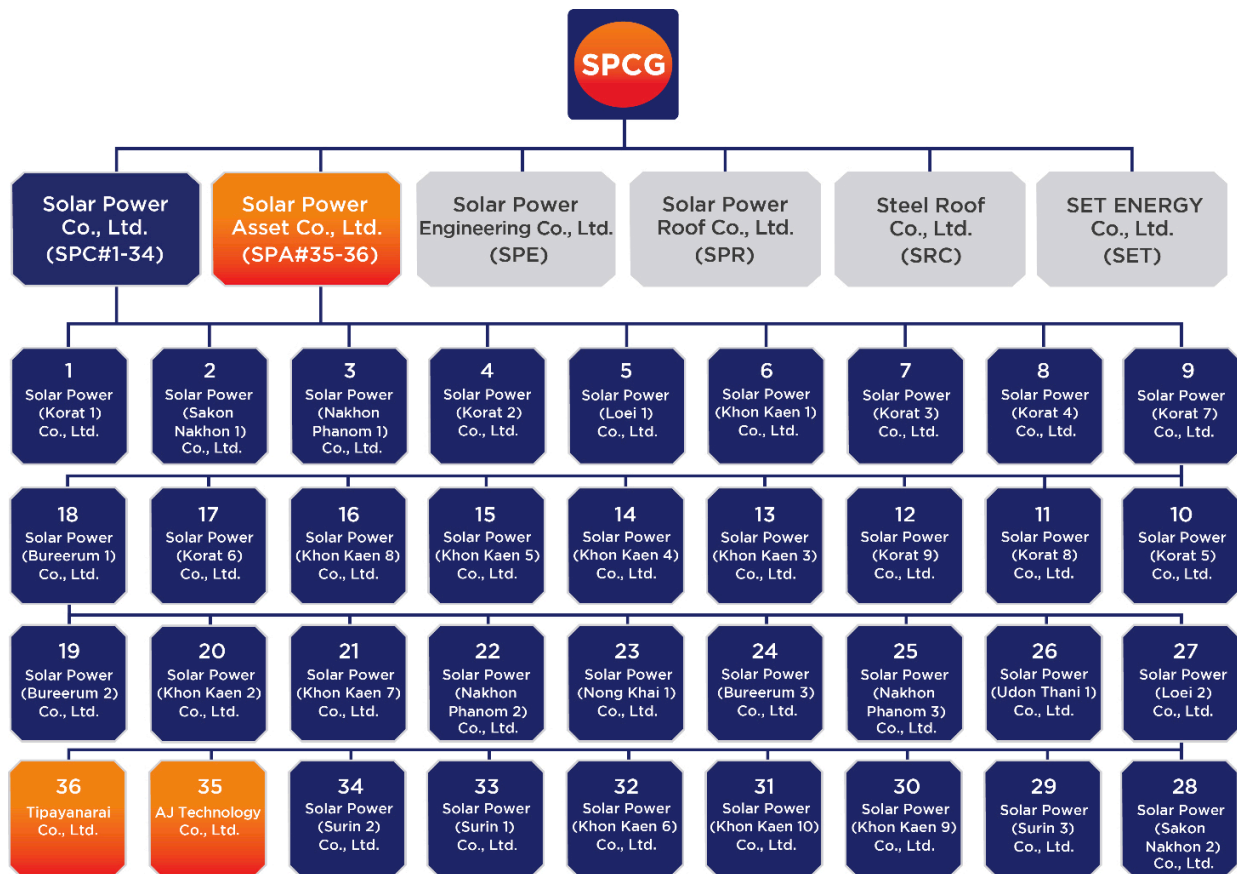 SPCG
Solar Power
Co., Ltd.
(SPC#1-34)
Solar Power
Asset Co., Ltd.
(SPA#35-36)
Solar Power
Engineering Co., Ltd.
(SPE)
Solar Power
Roof Co., Ltd.
(SPR)
Steel Roof
Co., Ltd.
(SRC)
SET ENERGY
Co., Ltd.
(SET)
1
Solar Power
(Korat 1)
Co., Ltd.
2
Solar Power
(Sakon
Nakhon 1)
Co., Ltd.
3
Solar Power
(Nakhon
Phanom 1)
Co., Ltd.
4
Solar Power
(Korat 2)
Co., Ltd.
5
Solar Power
(Loei 1)
Co., Ltd.
6
Solar Power
(Khon Kaen 1)
Co., Ltd.
7
Solar Power
(Korat 3)
Co., Ltd.
8
Solar Power
(Korat 4)
Co., Ltd.
9
Solar Power
(Korat 7)
Co., Ltd.
18
Solar Power
(Bureerum 1)
Co., Ltd.
17
Solar Power
(Korat 6)
Co., Ltd.
16
Solar Power
(Khon Kaen 8)
Co., Ltd.
15
Solar Power
(Khon Kaen 5)
Co., Ltd.
14
Solar Power
(Khon Kaen 4)
Co., Ltd.
13
Solar Power
(Khon Kaen 3)
Co., Ltd.
12
Solar Power
(Korat 9)
Co., Ltd.
11
Solar Power
(Korat 8)
Co., Ltd.
10
Solar Power
(Korat 5)
Co., Ltd.
19
Solar Power
(Bureerum 2)
Co., Ltd.
20
Solar Power
(Khon Kaen 2)
Co., Ltd.
21
Solar Power
(Khon Kaen 7)
Co., Ltd.
22
Solar Power
(Nakhon
Phanom 2)
Co., Ltd.
23
Solar Power
(Nong Khai 1)
Co., Ltd.
24
Solar Power
(Bureerum 3)
Co., Ltd.
25
Solar Power
(Nakhon
Phanom 3)
Co., Ltd.
26
Solar Power
(Udon Thani 1)
Co., Ltd.
27
Solar Power
(Loei 2)
Co., Ltd.
36
Tipayanarai
Co., Ltd.
35
AJ Technology
Co., Ltd.
34
Solar Power
(Surin 2)
Co., Ltd.
33
Solar Power
(Surin 1)
Co., Ltd.
32
Solar Power
(Khon Kaen 6)
Co., Ltd.
31
Solar Power
(Khon Kaen 10)
Co., Ltd.
30
Solar Power
(Khon Kaen 9)
Co., Ltd.
29
Solar Power
(Surin 3)
Co., Ltd.
28
Solar Power
(Sakon
Nakhon 2)
Co., Ltd.